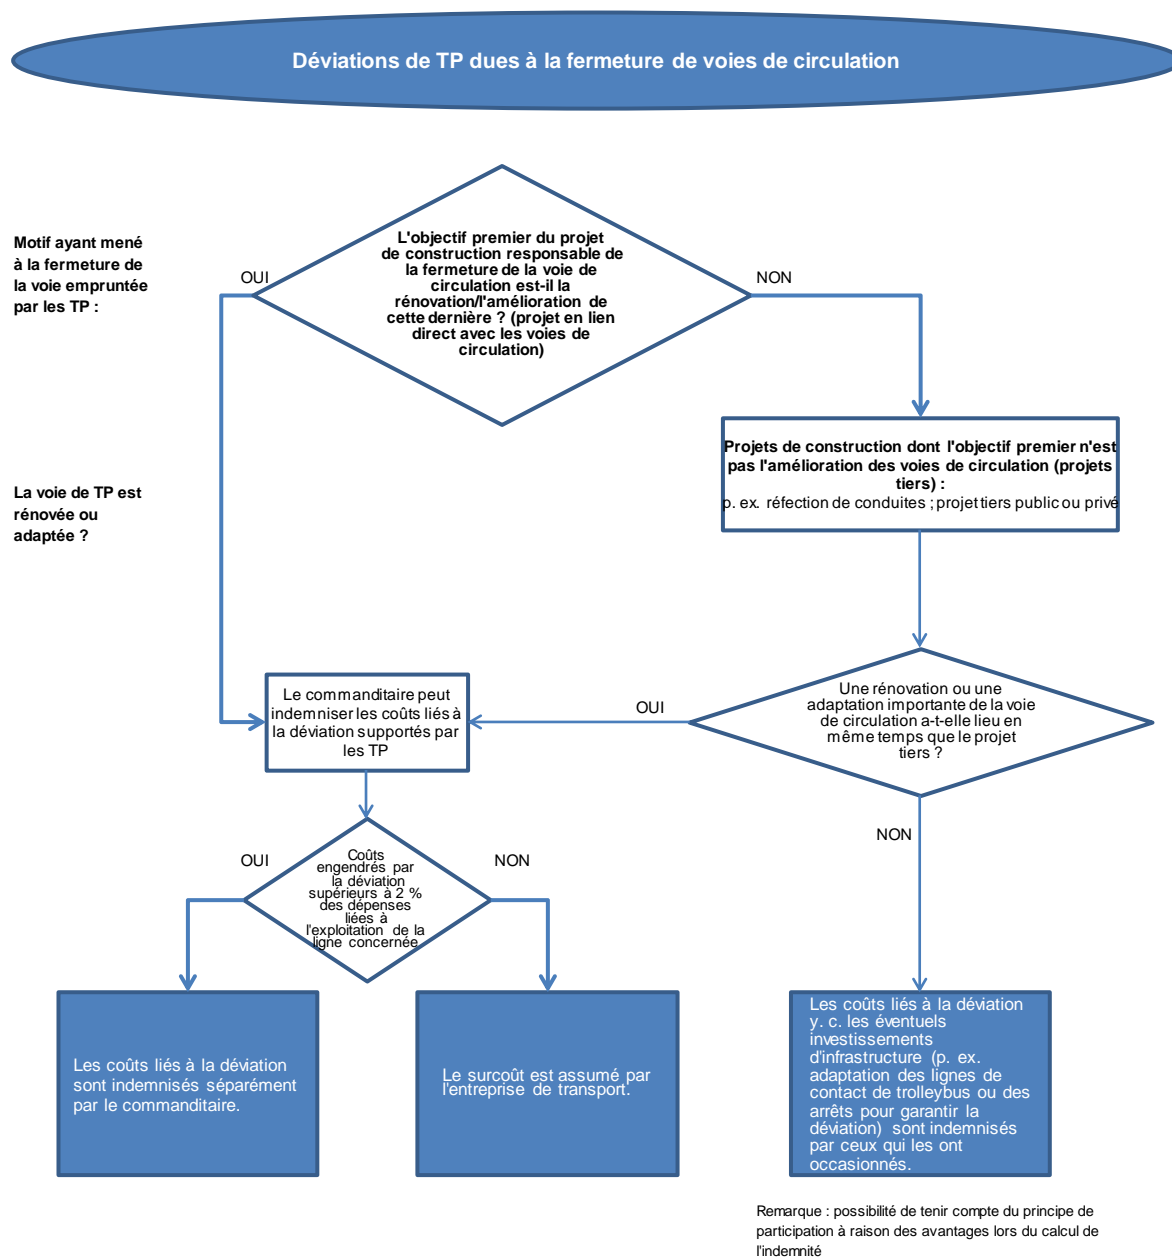 Déviations de TP dues à la fermeture de voies de circulation
Motif ayant mené
à la fermeture de
la voie empruntée
par les TP :
OUI
L'objectif premier du projet
de construction responsable de
la fermeture de la voie de
circulation est-il la
rénovation/l'amélioration de
cette dernière ? (projet en lien
direct avec les voies de
circulation)
NON
Projets de construction dont l'objectif premier n'est
pas l'amélioration des voies de circulation (projets
tiers) :
p. ex. réfection de conduites ; projet tiers public ou privé
La voie de TP est
rénovée ou
adaptée ?
Le commanditaire peut
indemniser les coûts liés à
la déviation supportés par
les TP
OUI
Une rénovation ou une
adaptation importante de la voie
de circulation a-t-elle lieu en
même temps que le projet
tiers ?
NON
OUI
Coûts
engendrés par
la déviation
supérieurs à 2 %
des dépenses
liées à
l'exploitation de la
ligne concernée
NON
Les coûts liés à la déviation
sont indemnisés séparément
par le commanditaire.
Le surcoût est assumé par
l'entreprise de transport.
Les coûts liés à la déviation
y. c. les éventuels
investissements
d'infrastructure (p. ex.
adaptation des lignes de
contact de trolleybus ou des
arrêts pour garantir la
déviation) sont indemnisés
par ceux qui les ont
occasionnés.
Remarque : possibilité de tenir compte du principe de
participation à raison des avantages lors du calcul de
l'indemnité